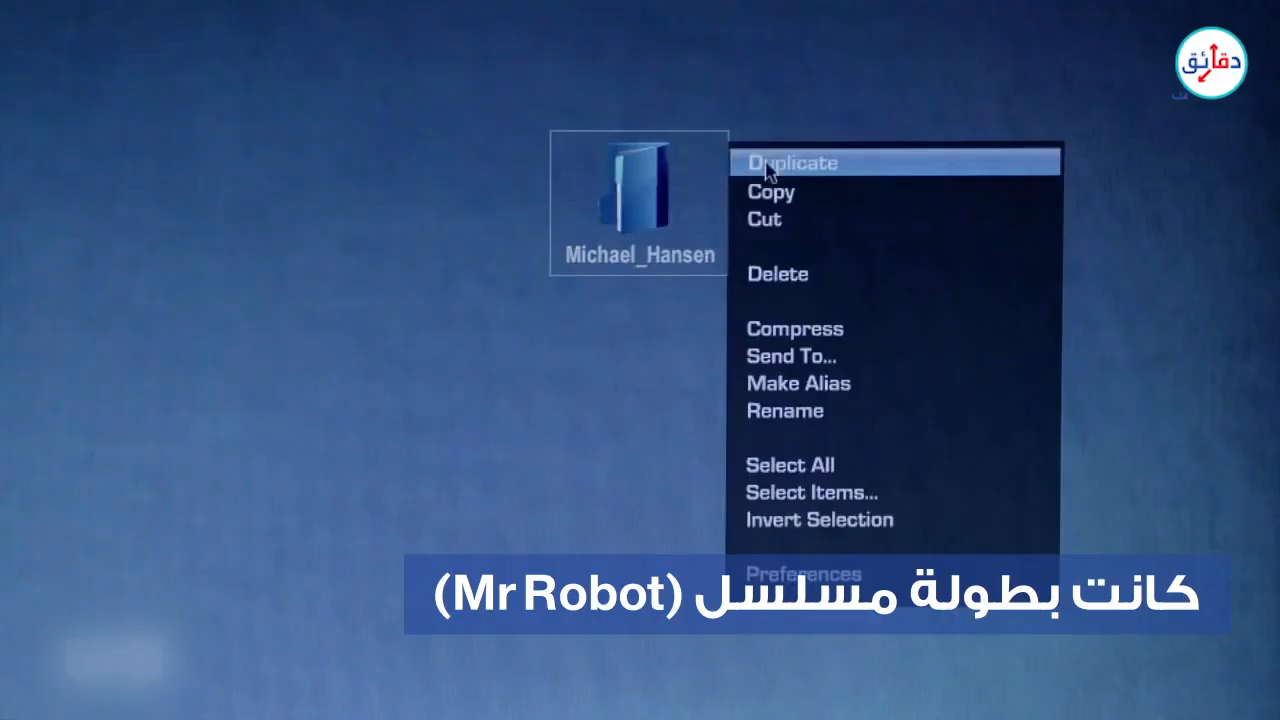 دقائق
Michael_Hansen
Duplicate
Copy
Cut
Delete
Compress
Send To...
Make Alias
Rename
Select All
Select Items...
Invert Selection
Preferences
كانت بطولة مسلسل (Mr Robot)